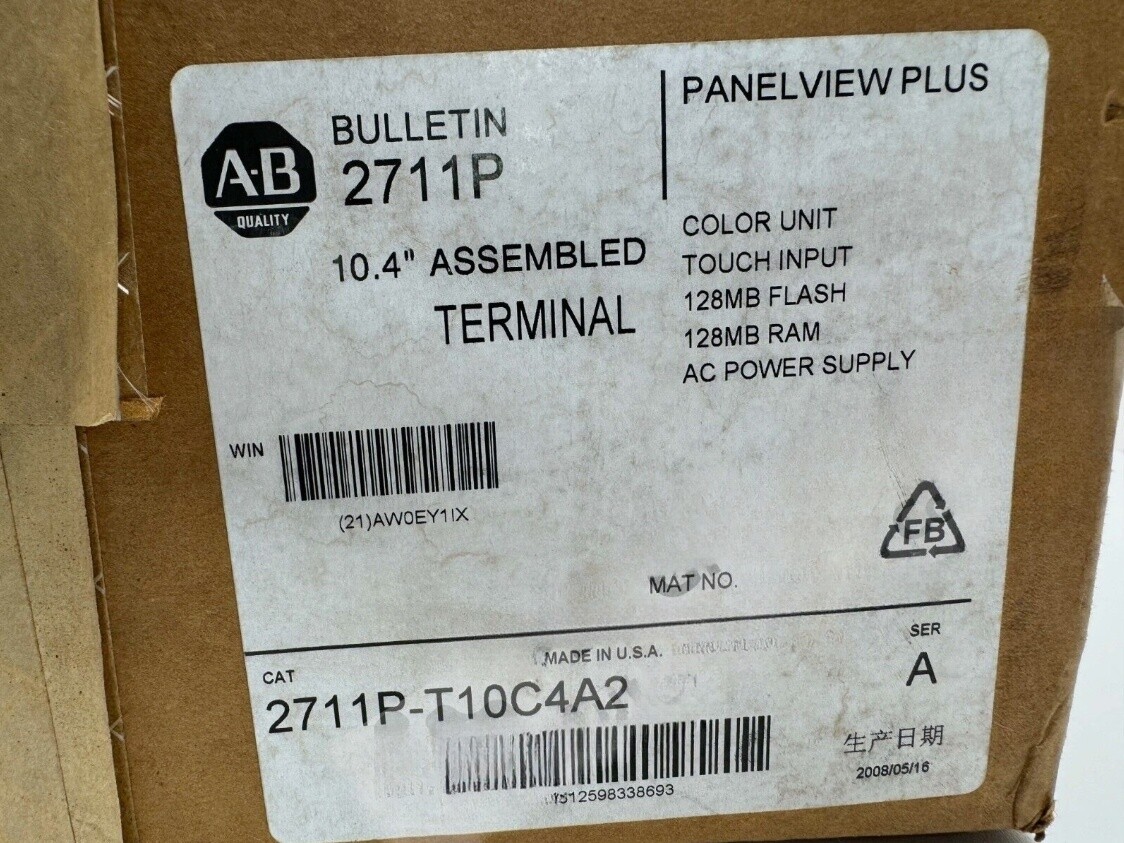 A-B
QUALITY
BULLETIN
2711P
PANELVIEW PLUS
10.4" ASSEMBLED
TERMINAL
COLOR UNIT
TOUCH INPUT
128MB FLASH
128MB RAM
AC POWER SUPPLY
WIN
(21)AW0EY1IX
FB
MAT NO.
MADE IN U.S.A.
CAT
2711P-T10C4A2
SER
A
生产日期
2008/05/16